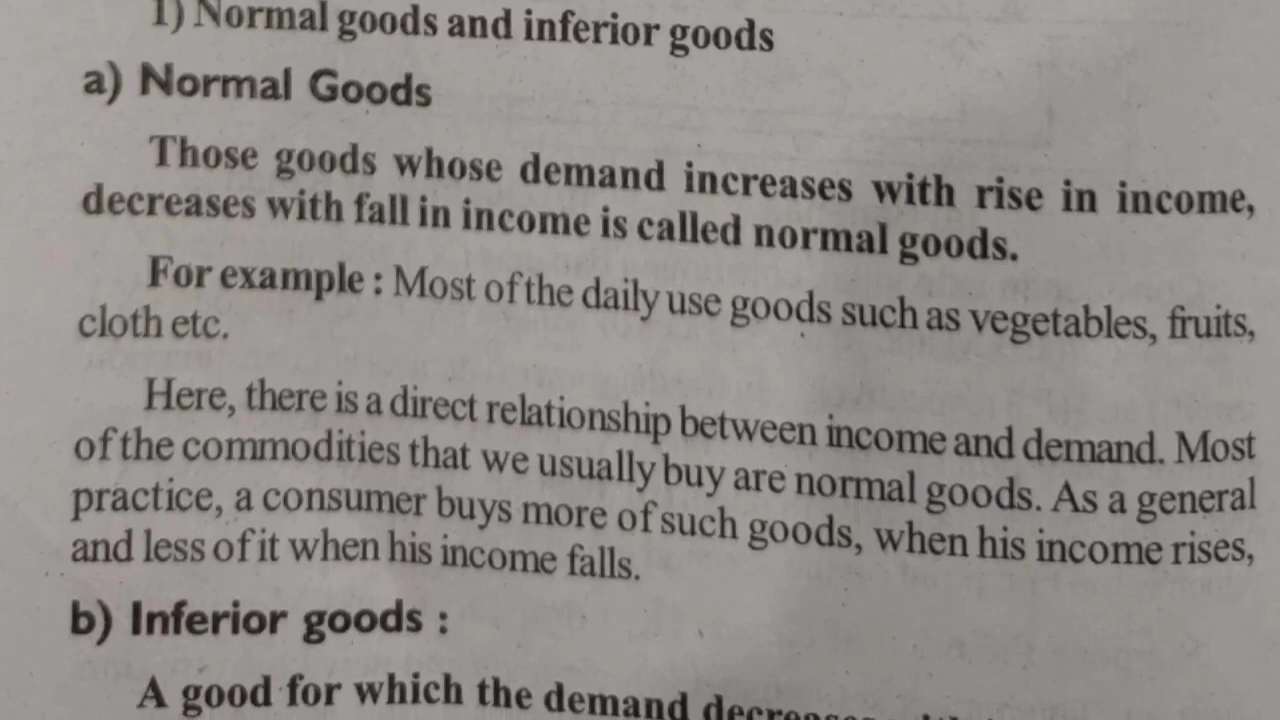 1) Normal goods and inferior goods
a) Normal Goods
Those goods whose demand increases with rise in income,
decreases with fall in income is called normal goods.
For example : Most of the daily use goods such as vegetables, fruits,
cloth etc.
Here, there is a direct relationship between income and demand. Most
of the commodities that we usually buy are normal goods. As a general
practice, a consumer buys more of such goods, when his income rises,
and less of it when his income falls.
b) Inferior goods :
A good for which the demand decreases